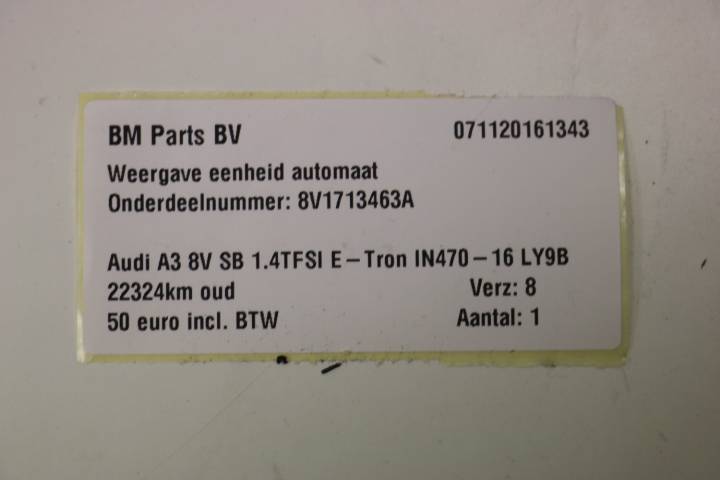 BM Parts BV 071120161343
Weergave eenheid automaat
Onderdeelnummer: 8V1713463A
Audi A3 8V SB 1.4TFSI E-Tron IN470-16 LY9B
22324km oud Verz: 8
50 euro incl. BTW Aantal: 1